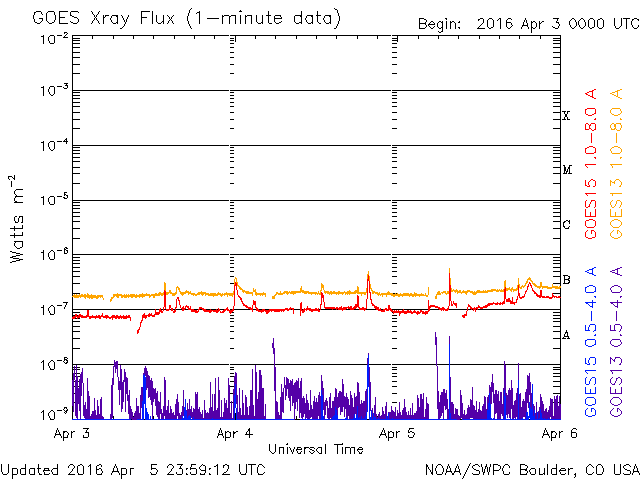 GOES Xray Flux (1-minute data)
Begin: 2016 Apr 3 0000 UTC
10⁻²
10⁻³
10⁻⁴
10⁻⁵
10⁻⁶
10⁻⁷
10⁻⁸
10⁻⁹
Watts m⁻²
X
M
C
B
A
GOES15 1.0-8.0 A
GOES13 1.0-8.0 A
GOES15 0.5-4.0 A
GOES13 0.5-4.0 A
Apr 3
Apr 4
Apr 5
Apr 6
Universal Time
Updated 2016 Apr 5 23:59:12 UTC
NOAA/SWPC Boulder, CO USA